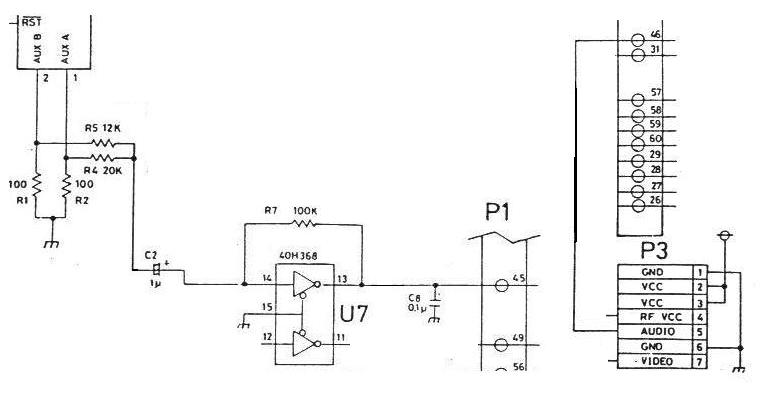 RST
AUX B
AUX A
2
1
R5 12K
R4 20K
100
R1
100
R2
C2
+
1µ
R7 100K
40H368
14
13
15
12
11
U7
C8
0,1µ
+
P1
45
49
56
46
31
57
58
59
60
29
28
27
26
P3
GND 1
VCC 2
VCC 3
RF VCC 4
AUDIO 5
GND 6
VIDEO 7